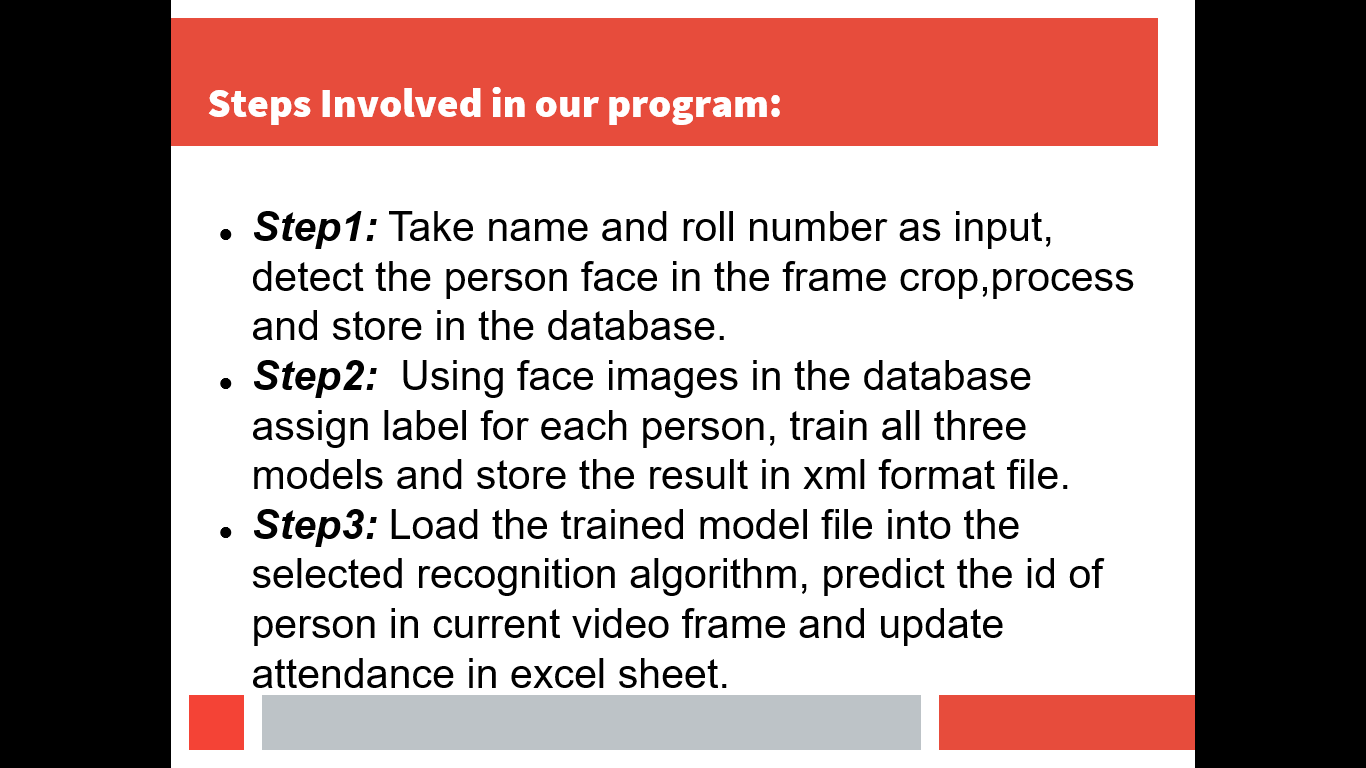 Steps Involved in our program:
● Step1: Take name and roll number as input,
detect the person face in the frame crop,process
and store in the database.
● Step2:  Using face images in the database
assign label for each person, train all three
models and store the result in xml format file.
● Step3: Load the trained model file into the
selected recognition algorithm, predict the id of
person in current video frame and update
attendance in excel sheet.